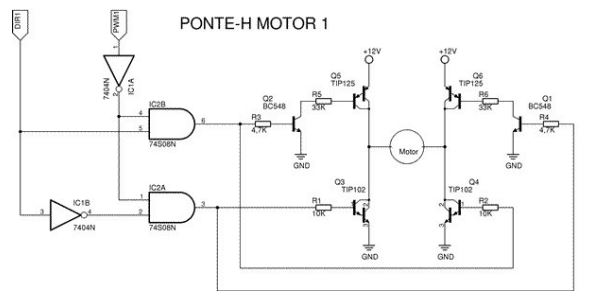 DIR1
PWM1
PONTE-H MOTOR 1
+12V
+12V
1
7404N
2
IC1A
Q5
TIP125
Q6
TIP125
Q2
BC548
R5
33K
R6
33K
Q1
BC548
IC2B
4
5
6
74S08N
R3
4,7K
R4
4,7K
Motor
GND
GND
IC2A
1
2
3
74S08N
IC1B
3
4
7404N
Q3
TIP102
Q4
TIP102
R1
10K
R2
10K
1
2
3
1
2
3
GND
GND